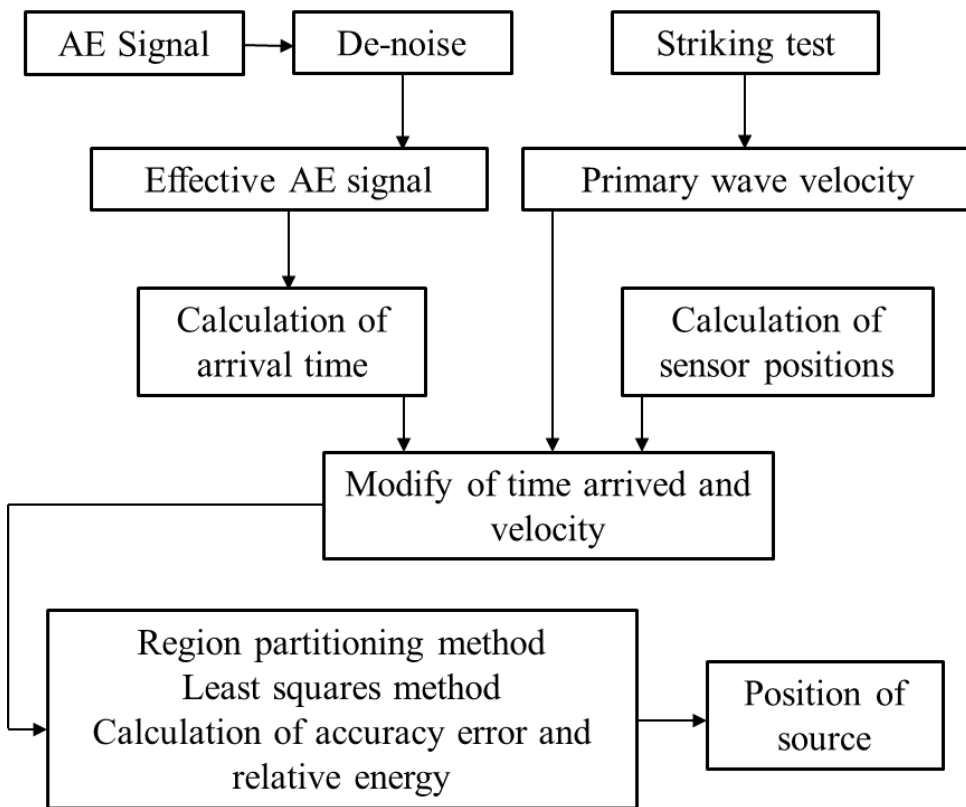 AE Signal
De-noise
Striking test
Effective AE signal
Primary wave velocity
Calculation of
arrival time
Calculation of
sensor positions
Modify of time arrived and
velocity
Region partitioning method
Least squares method
Calculation of accuracy error and
relative energy
Position of
source